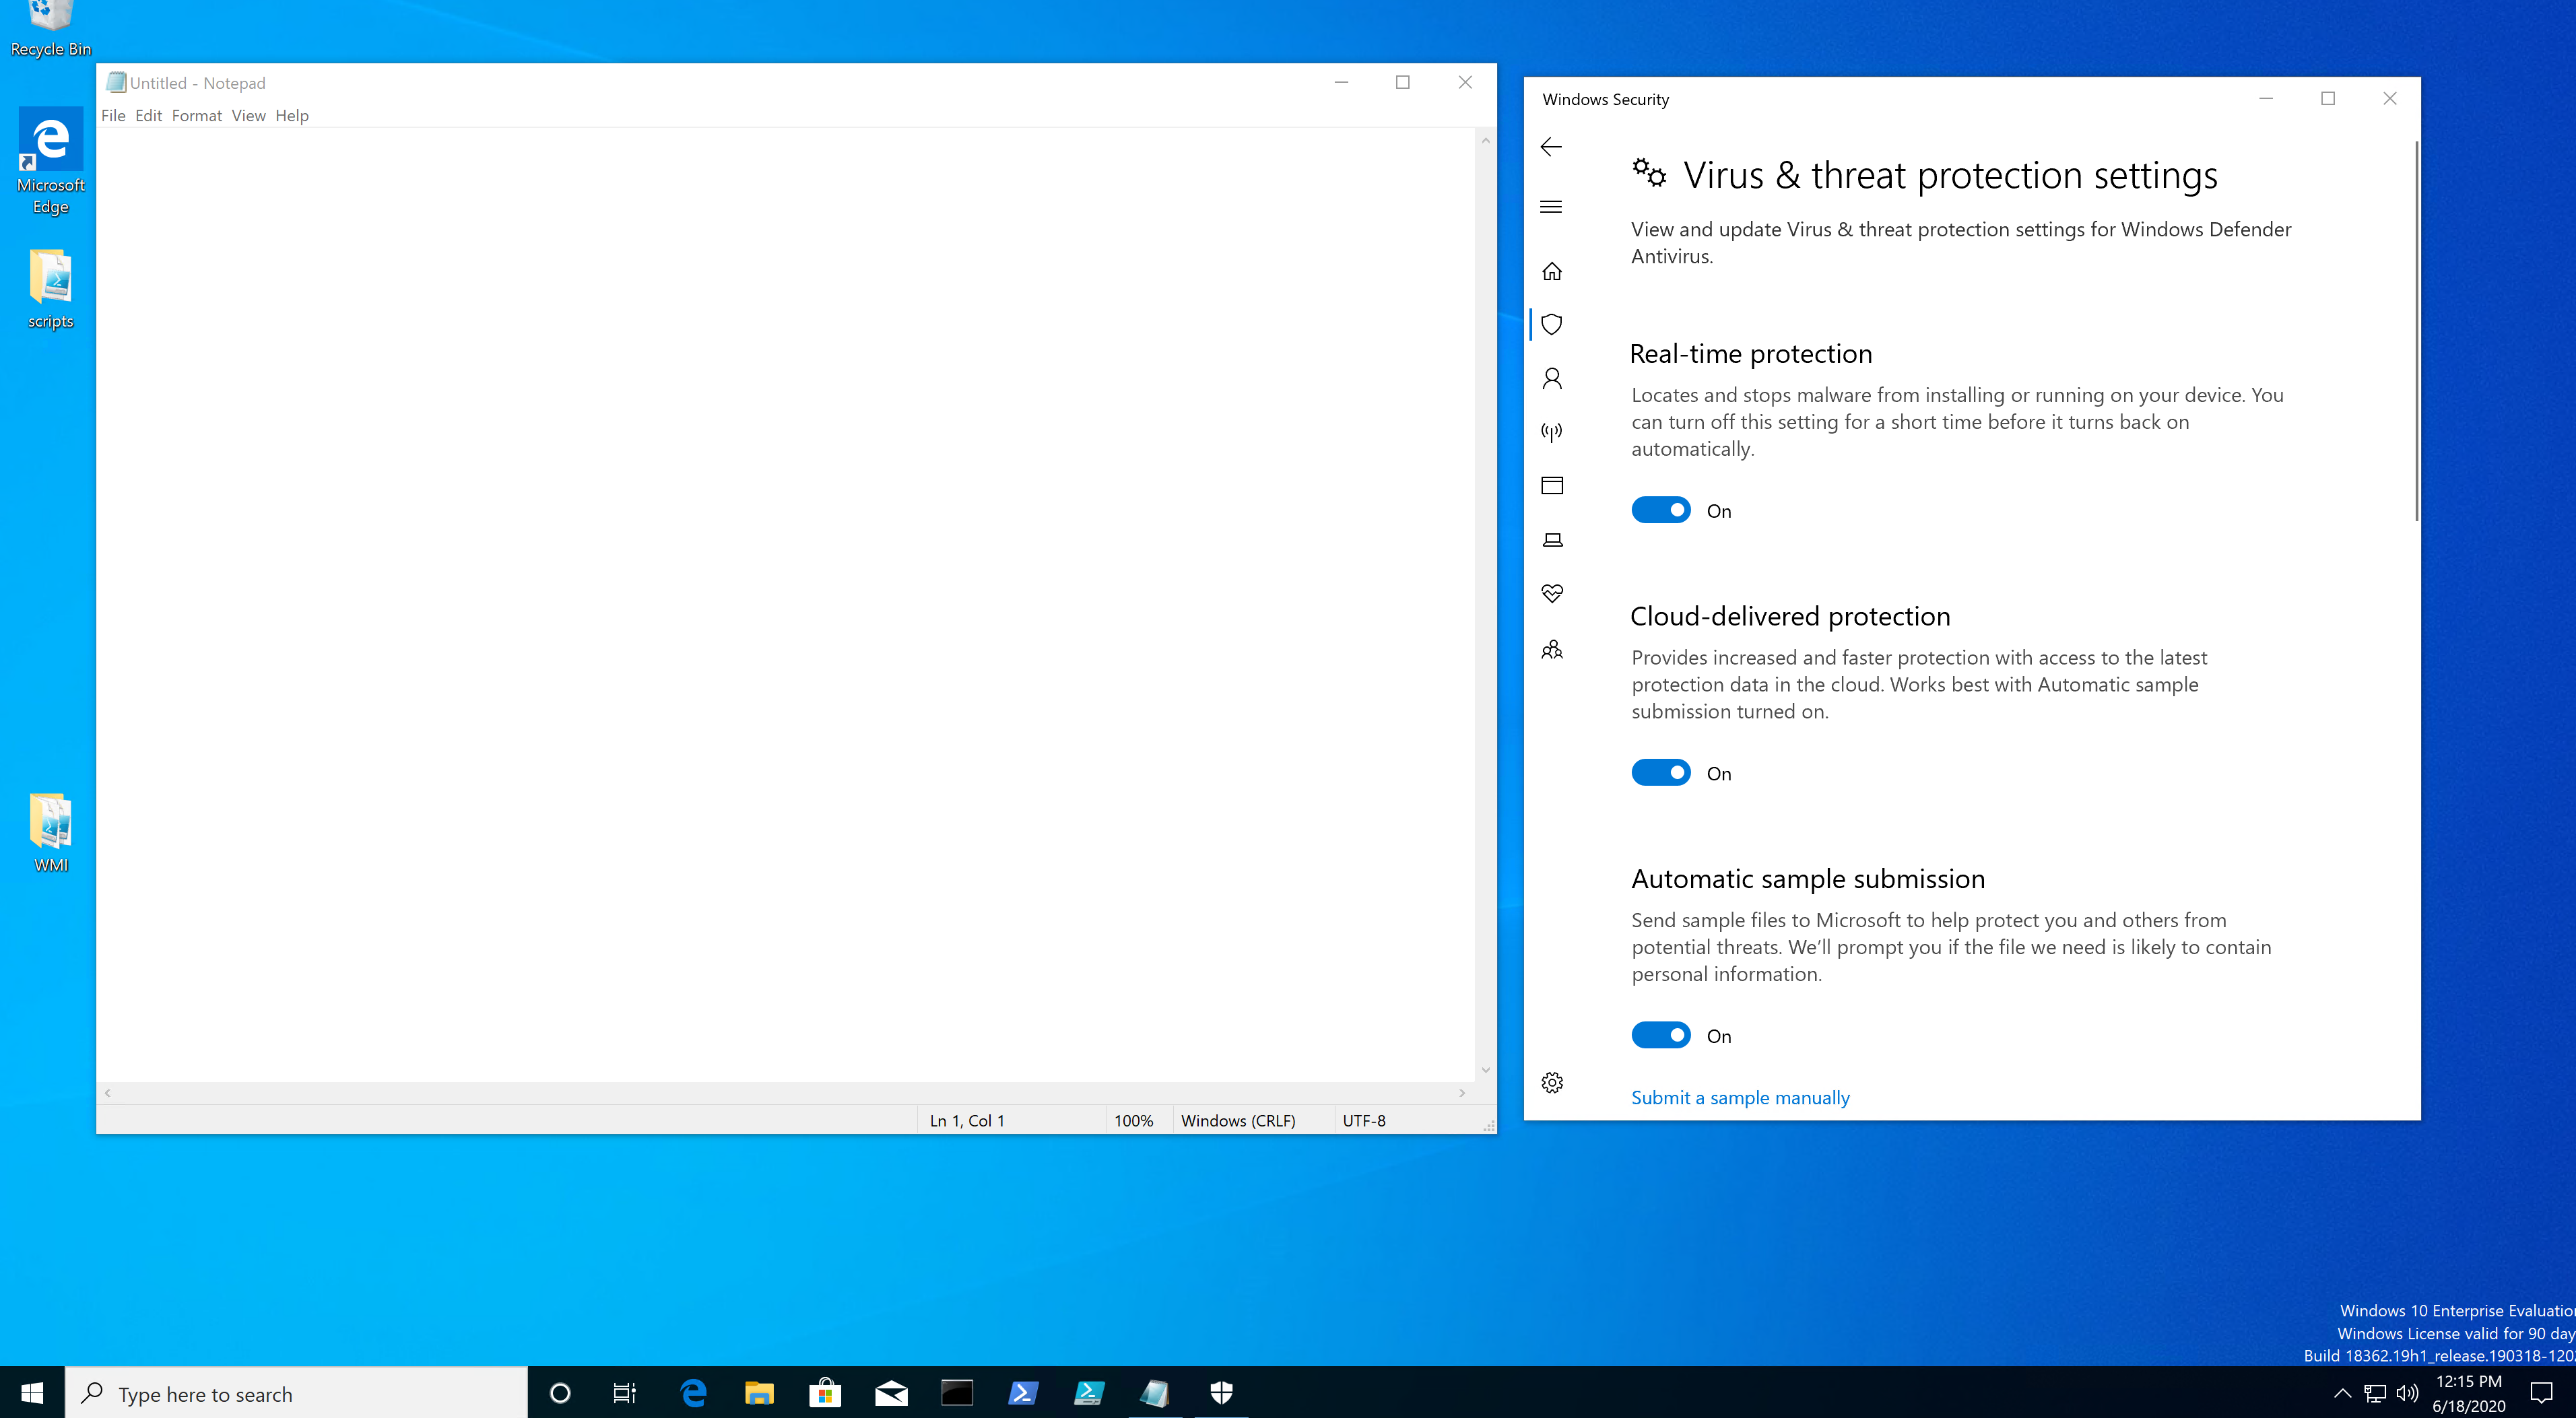 Recycle Bin
Microsoft
Edge
scripts
WMI
Untitled - Notepad
File Edit Format View Help
Ln 1, Col 1
100%
Windows (CRLF)
UTF-8
Windows Security
Virus & threat protection settings
View and update Virus & threat protection settings for Windows Defender
Antivirus.
Real-time protection
Locates and stops malware from installing or running on your device. You
can turn off this setting for a short time before it turns back on
automatically.
On
Cloud-delivered protection
Provides increased and faster protection with access to the latest
protection data in the cloud. Works best with Automatic sample
submission turned on.
On
Automatic sample submission
Send sample files to Microsoft to help protect you and others from
potential threats. We’ll prompt you if the file we need is likely to contain
personal information.
On
Submit a sample manually
Windows 10 Enterprise Evaluation
Windows License valid for 90 day
Build 18362.19h1_release.190318-120
Type here to search
12:15 PM
6/18/2020